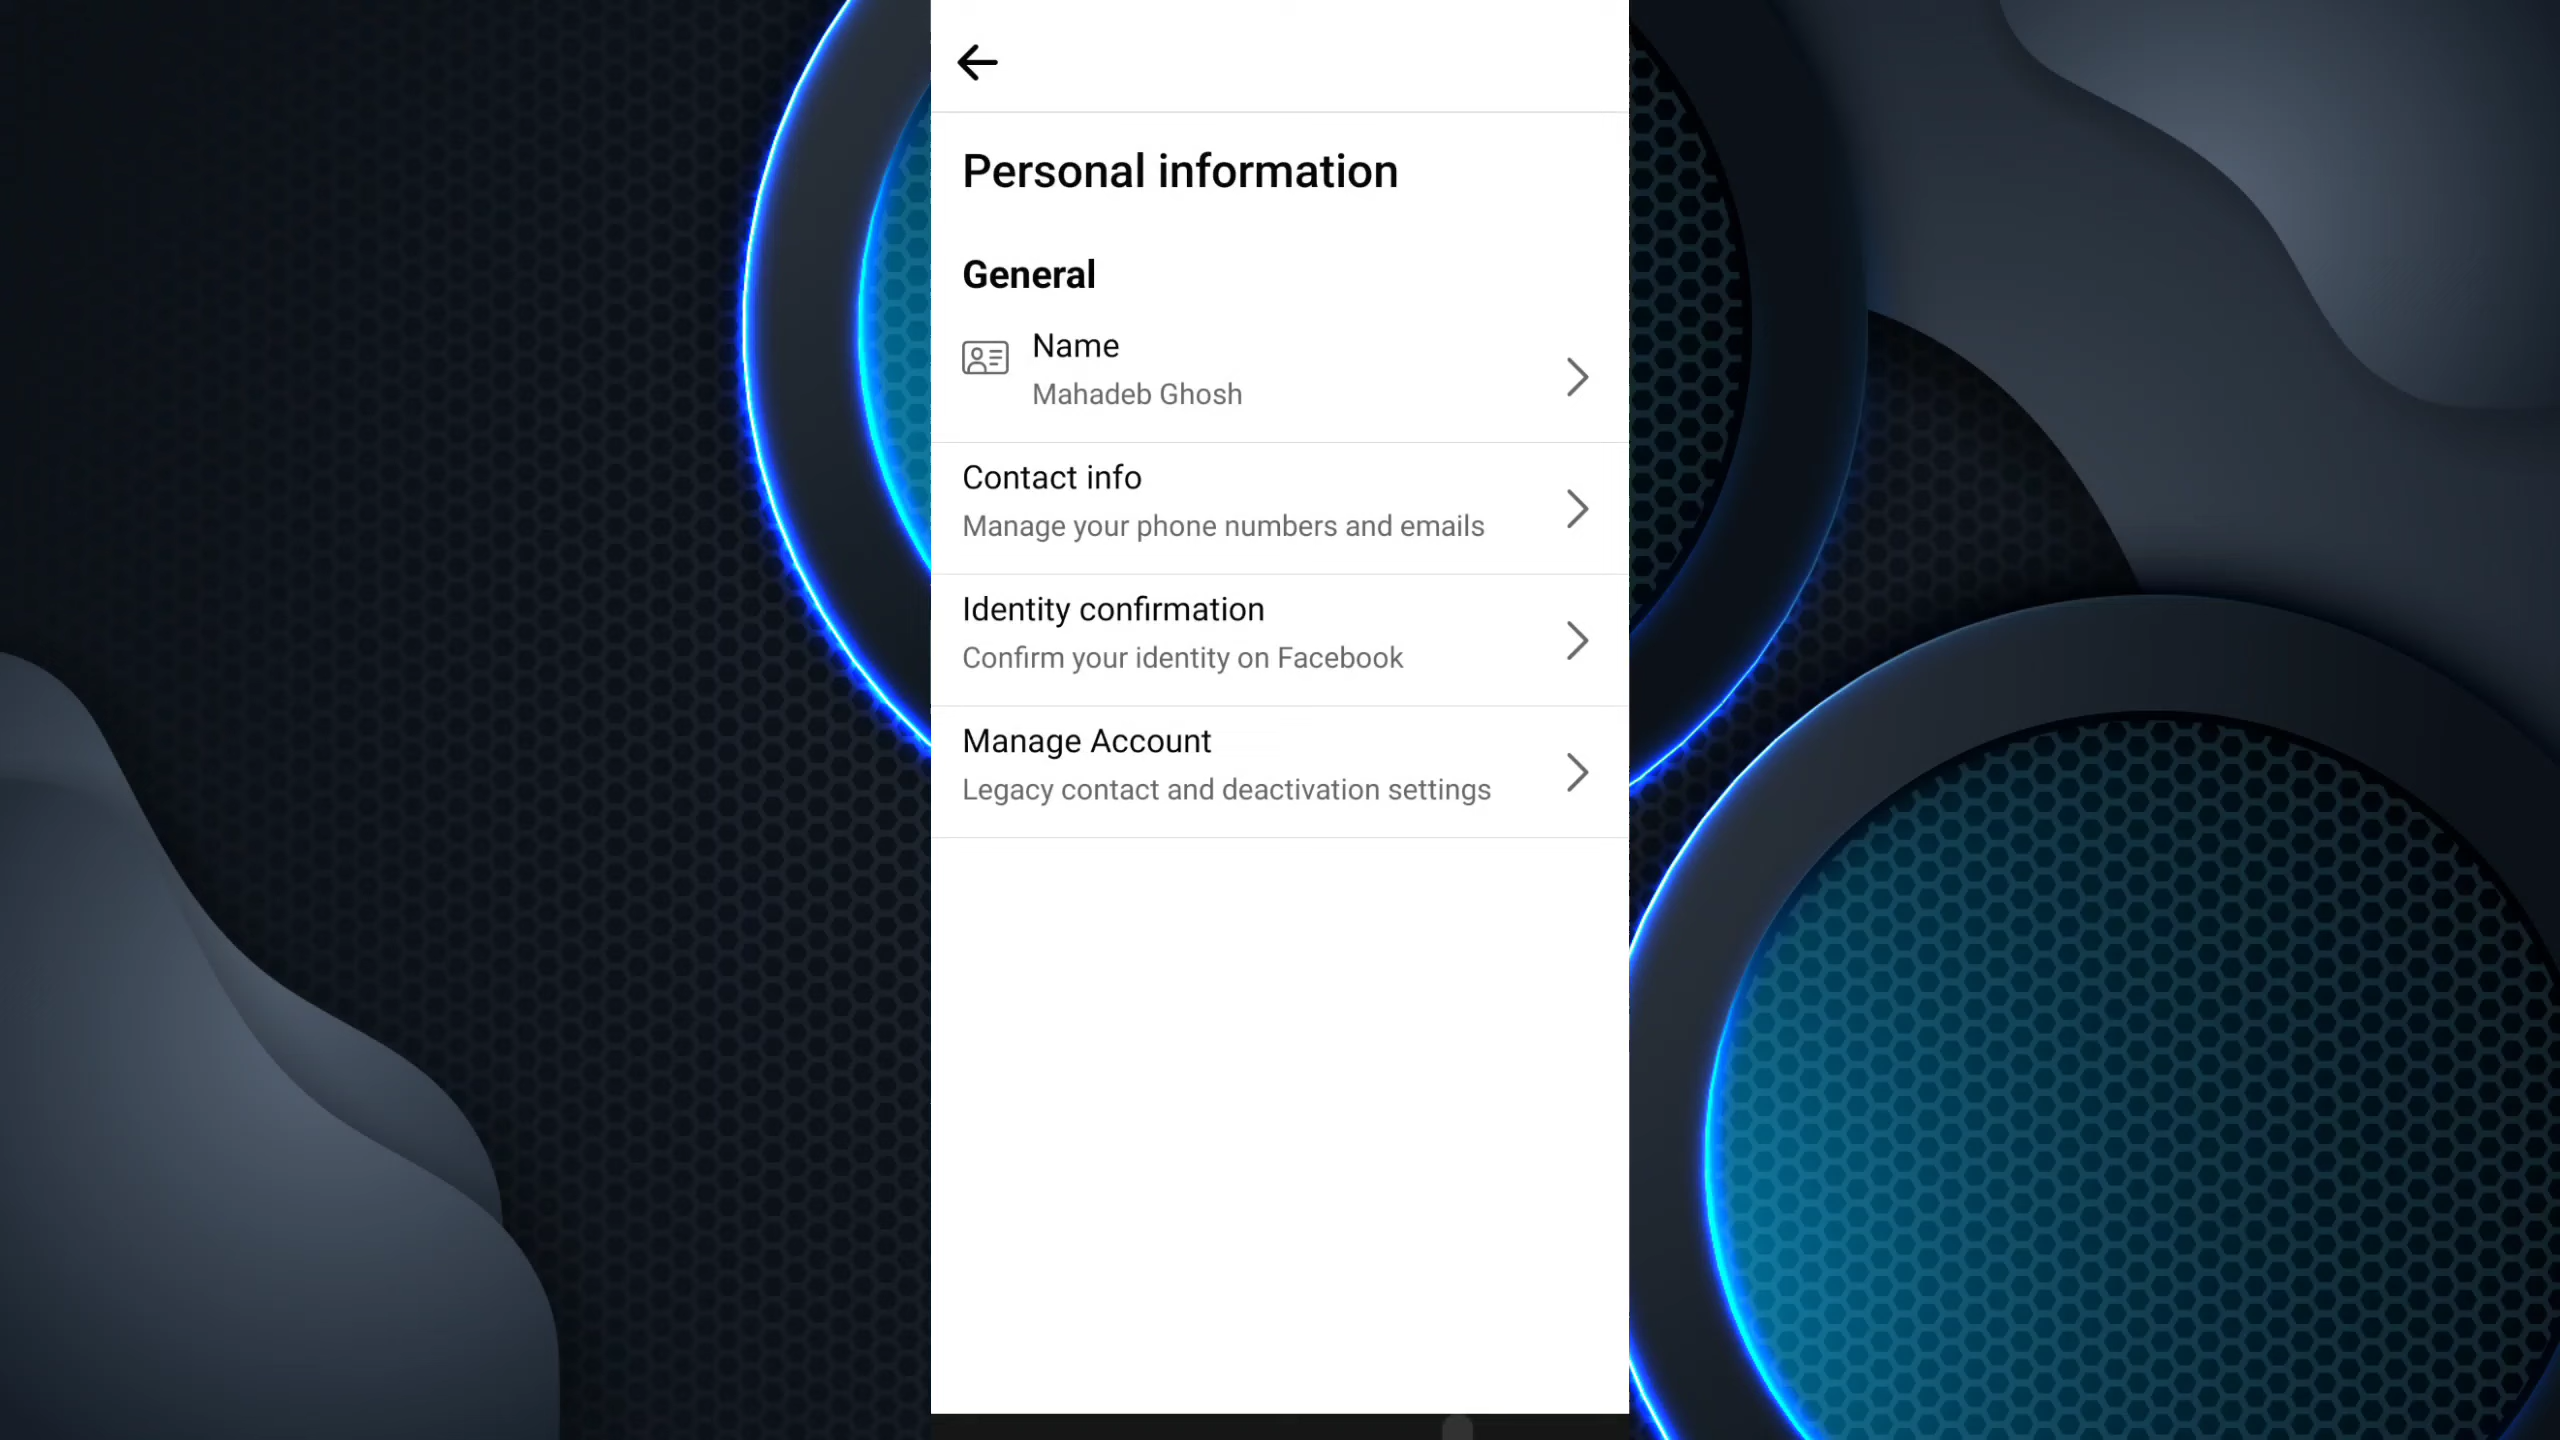 Personal information
General
Name
Mahadeb Ghosh
Contact info
Manage your phone numbers and emails
Identity confirmation
Confirm your identity on Facebook
Manage Account
Legacy contact and deactivation settings